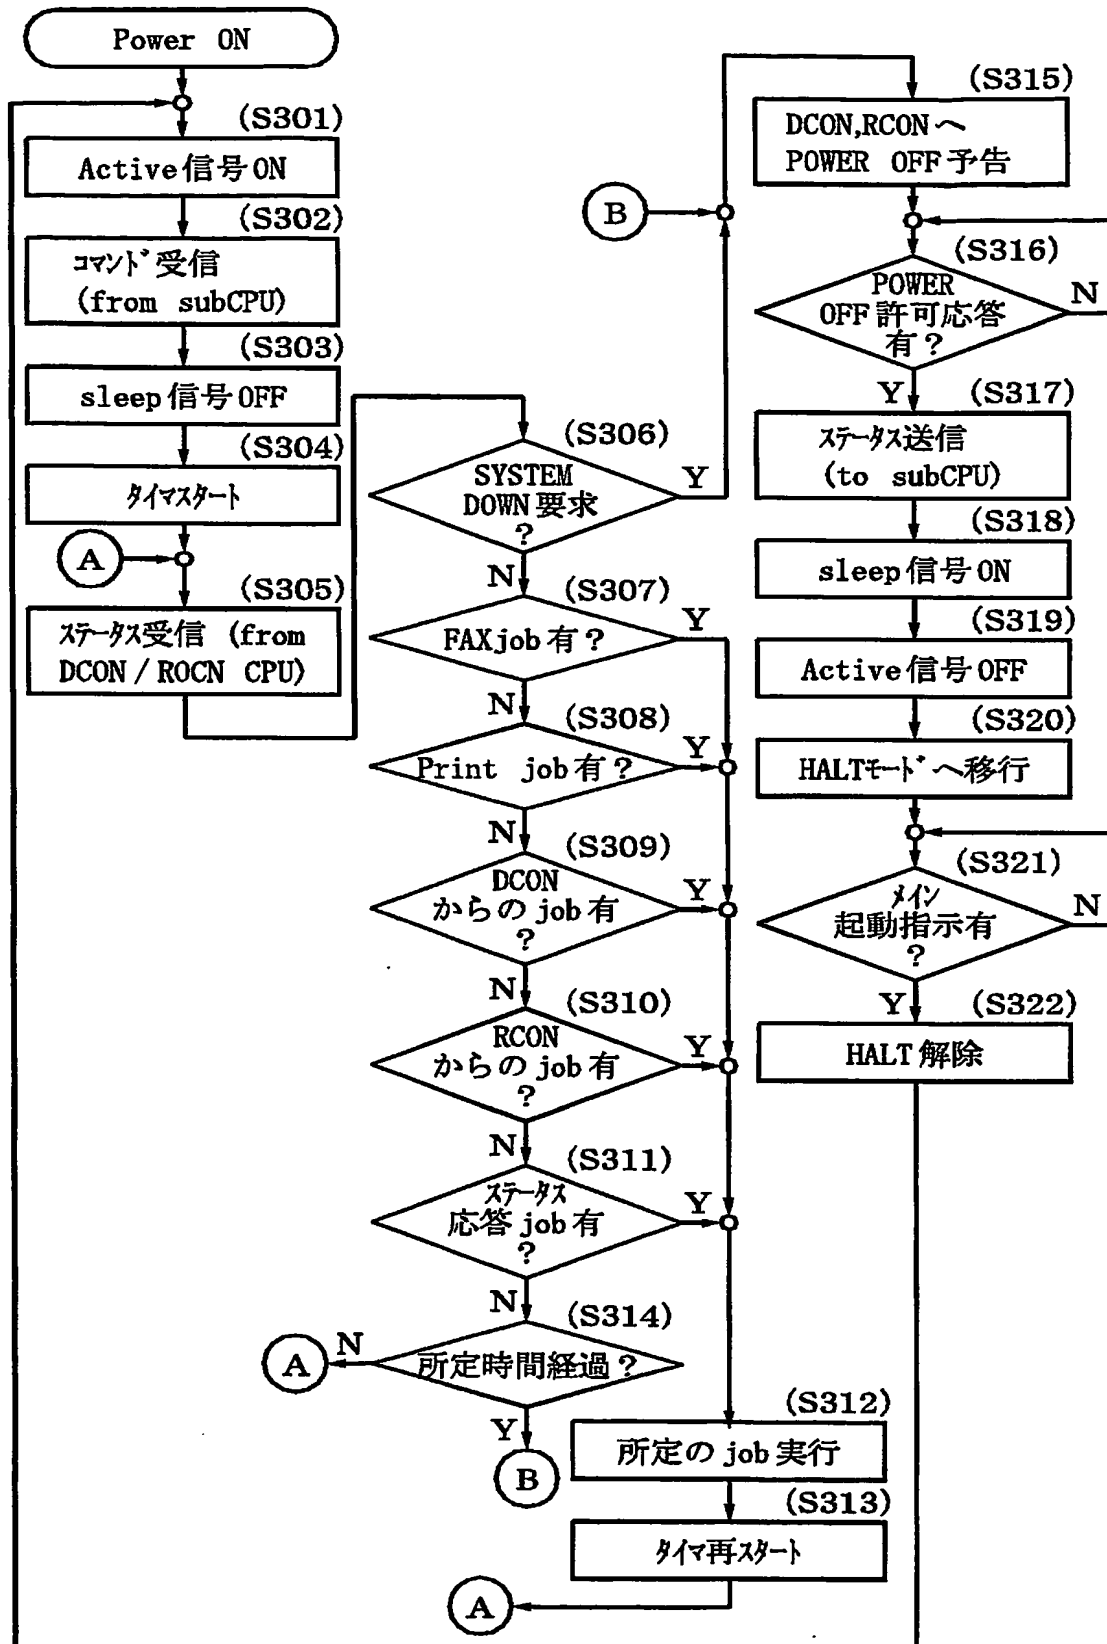 Power ON
(S301)
Active信号ON
(S302)
コマンド受信
(from subCPU)
(S303)
sleep信号OFF
(S304)
タイマスタート
A
(S305)
ステータス受信 (from
DCON/ROCN CPU)
(S306)
SYSTEM
DOWN要求
?
Y
N
(S307)
FAXjob有?
Y
N
(S308)
Print job有?
Y
N
(S309)
DCON
からのjob有
?
Y
N
(S310)
RCON
からのjob有
?
Y
N
(S311)
ステータス
応答job有
?
Y
N
(S314)
所定時間経過?
N
A
Y
B
(S312)
所定のjob実行
(S313)
タイマ再スタート
A
B
(S315)
DCON,RCONへ
POWER OFF予告
(S316)
POWER
OFF許可応答
有?
N
Y
(S317)
ステータス送信
(to subCPU)
(S318)
sleep信号ON
(S319)
Active信号OFF
(S320)
HALTモードへ移行
(S321)
メイン
起動指示有
?
N
Y
(S322)
HALT解除